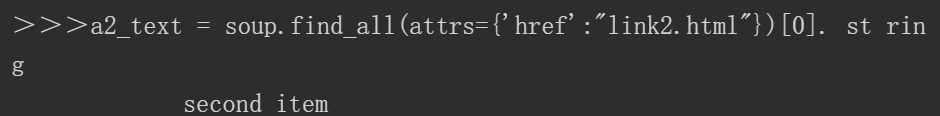 >>>a2_text = soup.find_all(attrs={'href':"link2.html"})[0]. st rin
g
second item